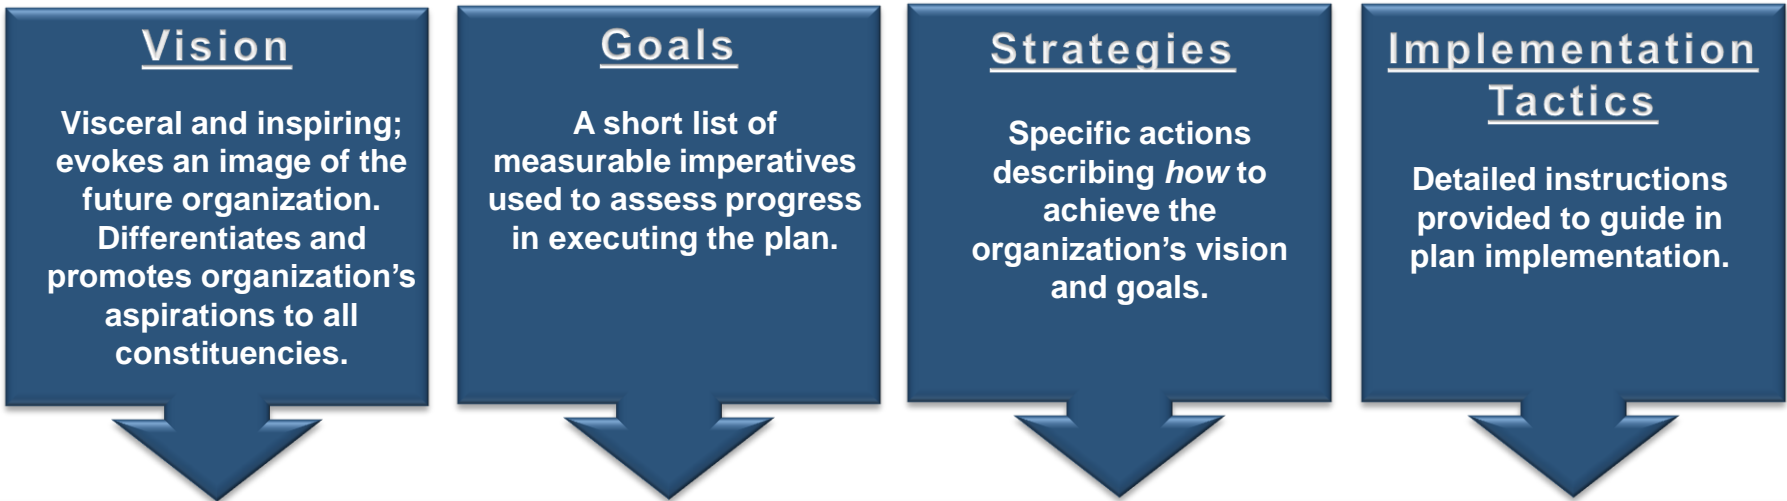 Vision
Visceral and inspiring;
evokes an image of the
future organization.
Differentiates and
promotes organization's
aspirations to all
constituencies.
Goals
A short list of
measurable imperatives
used to assess progress
in executing the plan.
Strategies
Specific actions
describing how to
achieve the
organization's vision
and goals.
Implementation
Tactics
Detailed instructions
provided to guide in
plan implementation.